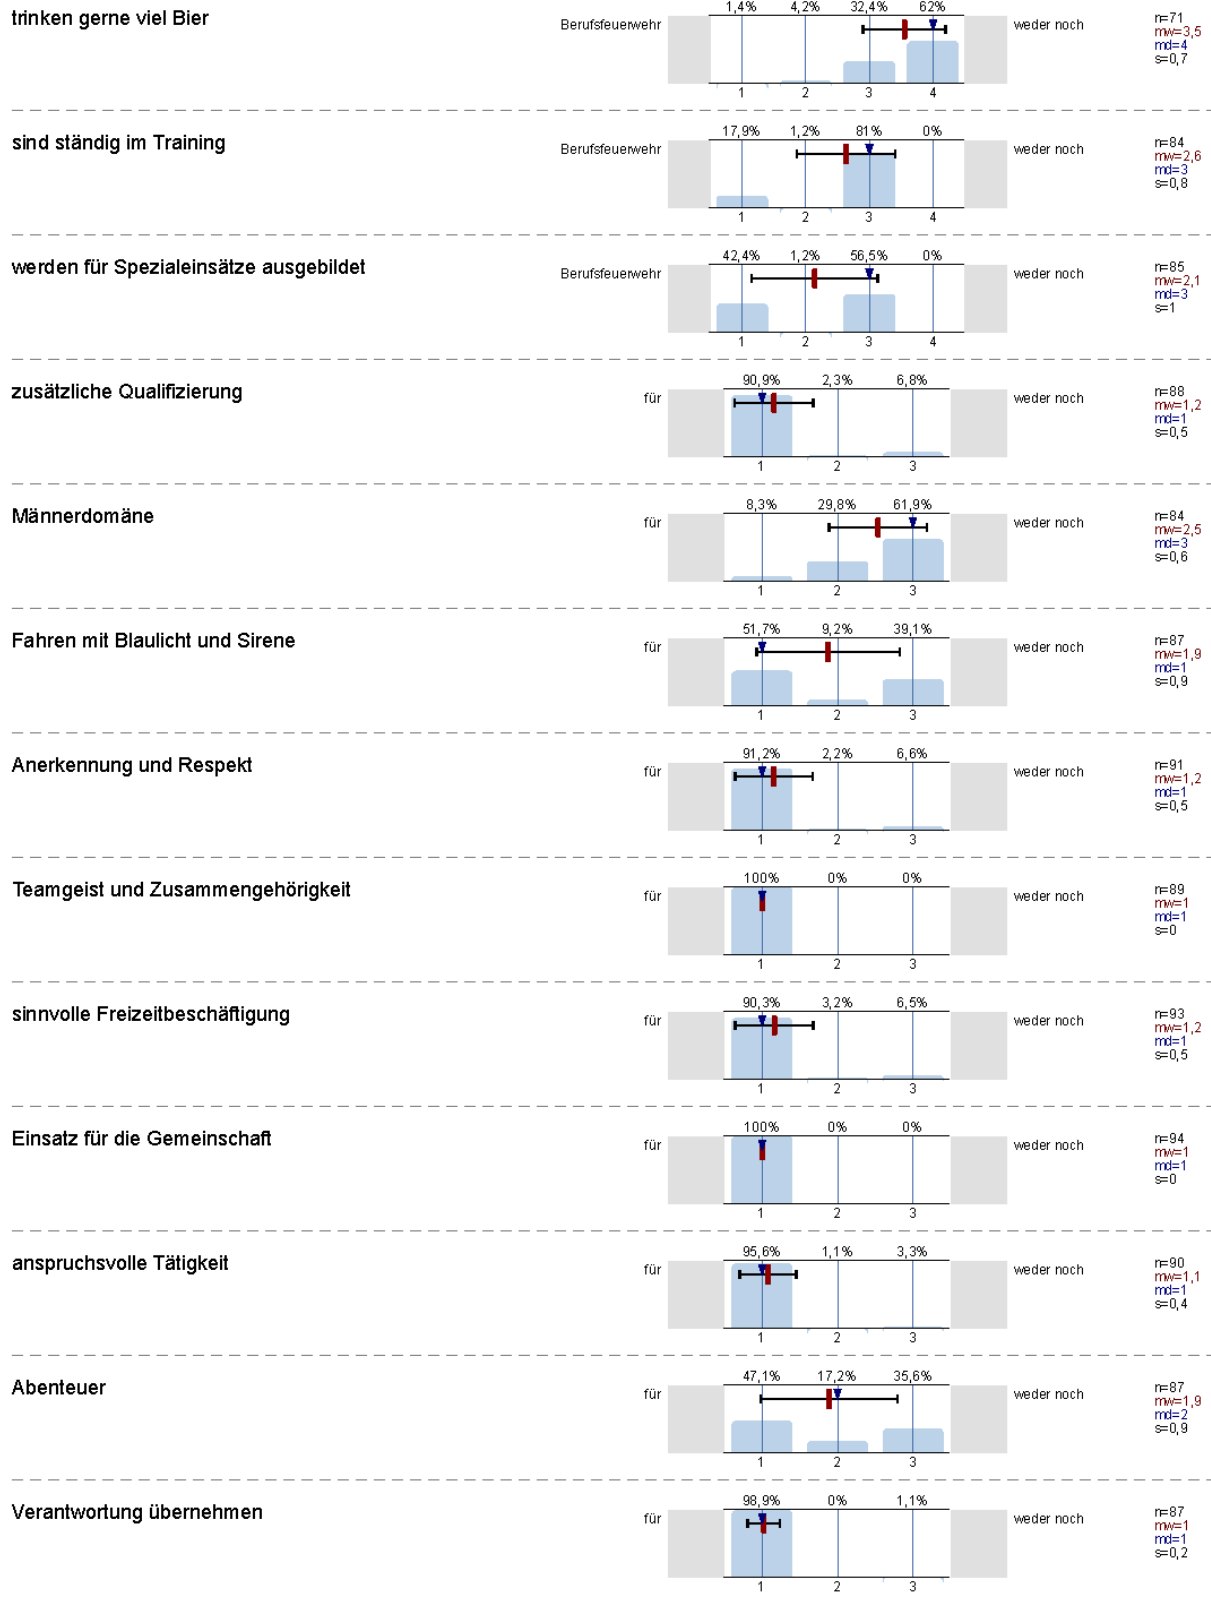 trinken gerne viel Bier
Berufsfeuerwehr
1,4% 4,2% 32,4% 62%
1 2 3 4
weder noch
n=71
mw=3,5
md=4
s=0,7
sind ständig im Training
Berufsfeuerwehr
17,9% 1,2% 81% 0%
1 2 3 4
weder noch
n=84
mw=2,6
md=3
s=0,8
werden für Spezialeinsätze ausgebildet
Berufsfeuerwehr
42,4% 1,2% 56,5% 0%
1 2 3 4
weder noch
n=85
mw=2,1
md=3
s=1
zusätzliche Qualifizierung
für
90,9% 2,3% 6,8%
1 2 3
weder noch
n=88
mw=1,2
md=1
s=0,5
Männerdomäne
für
8,3% 29,8% 61,9%
1 2 3
weder noch
n=84
mw=2,5
md=3
s=0,6
Fahren mit Blaulicht und Sirene
für
51,7% 9,2% 39,1%
1 2 3
weder noch
n=87
mw=1,9
md=1
s=0,9
Anerkennung und Respekt
für
91,2% 2,2% 6,6%
1 2 3
weder noch
n=91
mw=1,2
md=1
s=0,5
Teamgeist und Zusammengehörigkeit
für
100% 0% 0%
1 2 3
weder noch
n=89
mw=1
md=1
s=0
sinnvolle Freizeitbeschäftigung
für
90,3% 3,2% 6,5%
1 2 3
weder noch
n=93
mw=1,2
md=1
s=0,5
Einsatz für die Gemeinschaft
für
100% 0% 0%
1 2 3
weder noch
n=94
mw=1
md=1
s=0
anspruchsvolle Tätigkeit
für
95,6% 1,1% 3,3%
1 2 3
weder noch
n=90
mw=1,1
md=1
s=0,4
Abenteuer
für
47,1% 17,2% 35,6%
1 2 3
weder noch
n=87
mw=1,9
md=2
s=0,9
Verantwortung übernehmen
für
98,9% 0% 1,1%
1 2 3
weder noch
n=87
mw=1
md=1
s=0,2